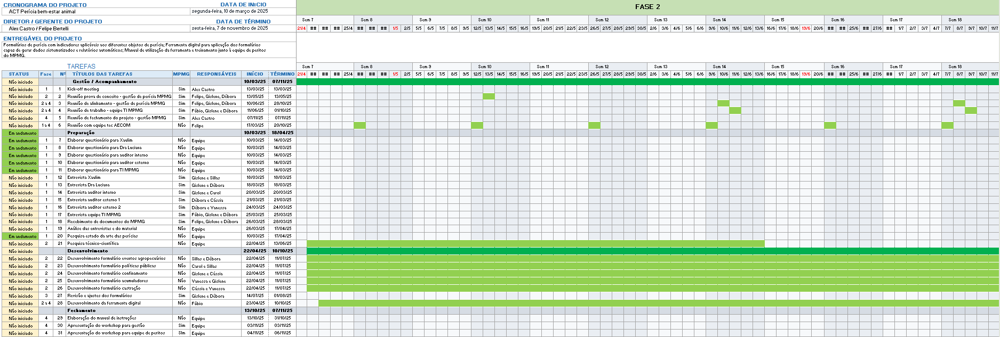 CRONOGRAMA DO PROJETO DATA DE INíCIO FASE 2
ACT Perícia bem-estar animal segunda-feira, 10 de março de 2025
DIRETOR / GERENTE DO PROJETO DATA DE TÉRMINO Sem 7 Sem 8 Sem 9 Sem 10 Sem 11 Sem 12 Sem 13 Sem 14 Sem 15 Sem 16 Sem 17 Sem 18
Alex Castro / Felipe Bertelli sexta-feira, 7 de novembro de 2025 21/4 ## ## ## 25/4 ## ## ## 1/5 2/5 5/5 6/5 7/5 8/5 9/5 12/5 13/5 14/5 15/5 16/5 19/5 20/5 21/5 22/5 23/5 26/5 27/5 28/5 29/5 30/5 2/6 3/6 4/6 5/6 6/6 9/6 10/6 11/6 12/6 13/6 16/6 17/6 18/6 19/6 20/6 ## ## 25/6 ## 27/6 ## 1/7 2/7 3/7 4/7 7/7 8/7 9/7 10/7 11/7
ENTREGÁVEL DO PROJETO
Formulários de perícia com indicadores aplicáveis aos diferentes objetos de perícia; Ferramenta digital para aplicação dos formulários
capaz de gerar dados sistematizados e relatórios automáticos; Manual de utilização da ferramenta e treinamento junto à equipe de peritos
do MPMG.
TAREFAS Sem 7 Sem 8 Sem 9 Sem 10 Sem 11 Sem 12 Sem 13 Sem 14 Sem 15 Sem 16 Sem 17 Sem 18
STATUS Fase Nº TÍTULOS DAS TAREFAS MPMG RESPONSÁVEIS INÍCIO TÉRMINO 21/4 ## ## ## 25/4 ## ## ## 1/5 2/5 5/5 6/5 7/5 8/5 9/5 12/5 13/5 14/5 15/5 16/5 19/5 20/5 21/5 22/5 23/5 26/5 27/5 28/5 29/5 30/5 2/6 3/6 4/6 5/6 6/6 9/6 10/6 11/6 12/6 13/6 16/6 17/6 18/6 19/6 20/6 ## ## 25/6 ## 27/6 ## 1/7 2/7 3/7 4/7 7/7 8/7 9/7 10/7 11/7
Não iniciado Gestão / Acompanhamento 10/03/25 07/11/25
Não iniciado 1 1 Kick-off meeting Sim Alex Castro 13/03/25 13/03/25
Não iniciado 2 2 Reunião prova de conceito - gestão de perícia MPMG Sim Felipe, Gislene, Débora 13/05/25 13/05/25
Não iniciado 2 a 4 3 Reunião de alinhamento - gestão de perícia MPMG Sim Felipe, Gislene, Débora 10/06/25 28/10/25
Não iniciado 2 a 4 4 Reunião de trabalho - equipe TI MPMG Sim Fábio, Gislene e Débora 11/06/25 01/10/25
Não iniciado 4 5 Reunião de fechamento do projeto - gestão MPMG Sim Alex Castro 07/11/25 07/11/25
Não iniciado 1 a 4 6 Reunião com equipe tec AECOM Não Felipe 17/03/25 20/10/25
Em andamento Preparação 10/03/25 18/04/25
Em andamento 1 7 Elaborar questionário para Xaulim Não Equipe 10/03/25 14/03/25
Em andamento 1 8 Elaborar questionário para Dra Luciana Não Equipe 10/03/25 14/03/25
Em andamento 1 9 Elaborar questionário para auditor interno Não Equipe 10/03/25 14/03/25
Em andamento 1 10 Elaborar questionário para auditor externo Não Equipe 10/03/25 14/03/25
Em andamento 1 11 Elaborar questionário para TI MPMG Não Equipe 10/03/25 14/03/25
Não iniciado 1 12 Entrevista Xaulim Sim Gislene e Sillas 18/03/25 18/03/25
Não iniciado 1 13 Entrevista Dra Luciana Sim Gislene e Débora 18/03/25 18/03/25
Não iniciado 1 14 Entrevista auditor interno Sim Gislene e Carol 20/03/25 20/03/25
Não iniciado 1 15 Entrevista auditor externo 1 Sim Débora e Cássia 21/03/25 21/03/25
Não iniciado 1 16 Entrevista auditor externo 2 Sim Débora e Vanessa 24/03/25 24/03/25
Não iniciado 1 17 Entrevista equipe TI MPMG Sim Fábio, Gislene e Débora 25/03/25 25/03/25
Não iniciado 1 18 Recebimento de documentos do MPMG Sim Felipe, Gislene e Débora 26/03/25 28/03/25
Não iniciado 1 19 Análise das entrevistas e do material Não Equipe 26/03/25 17/04/25
Em andamento 1 20 Pesquisa estado da arte das perícias Não Equipe 10/03/25 17/04/25
Não iniciado 2 21 Pesquisa técnico-científica Não Equipe 22/04/25 13/06/25
Não iniciado Desenvolvimento 22/04/25 10/10/25
Não iniciado 2 22 Desenvolvimento formulário eventos agropecuários Não Sillas e Débora 22/04/25 11/07/25
Não iniciado 2 23 Desenvolvimento formulário políticas públicas Não Carol e Sillas 22/04/25 11/07/25
Não iniciado 2 24 Desenvolvimento formulário confinamento Não Gislene e Cássia 22/04/25 11/07/25
Não iniciado 2 25 Desenvolvimento formulário acumuladores Não Vanessa e Gislene 22/04/25 11/07/25
Não iniciado 2 26 Desenvolvimento formulário castração Não Cássia e Vanessa 22/04/25 11/07/25
Não iniciado 3 27 Revisão e ajustes dos formulários Sim Gislene e Débora 14/07/25 01/08/25
Não iniciado 2 a 4 28 Desenvolvimento da ferramenta digital Não Fábio 23/04/25 10/10/25
Não iniciado Fechamento 13/10/25 07/11/25
Não iniciado 4 29 Elaboração do manual de instruções Não Equipe 13/10/25 31/10/25
Não iniciado 4 30 Apresentação do workshop para gestão Sim Equipe 03/11/25 03/11/25
Não iniciado 4 31 Apresentação do workshop para equipe de peritos Sim Equipe 04/11/25 06/11/25